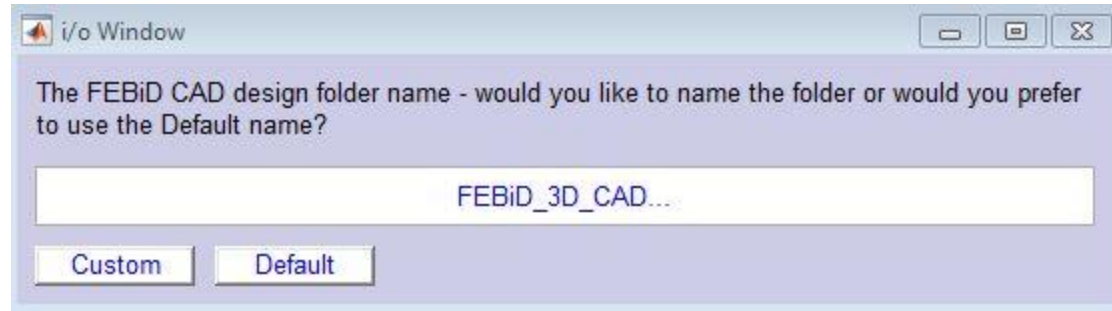 i/o Window
The FEBiD CAD design folder name - would you like to name the folder or would you prefer
to use the Default name?
FEBiD_3D_CAD...
Custom Default